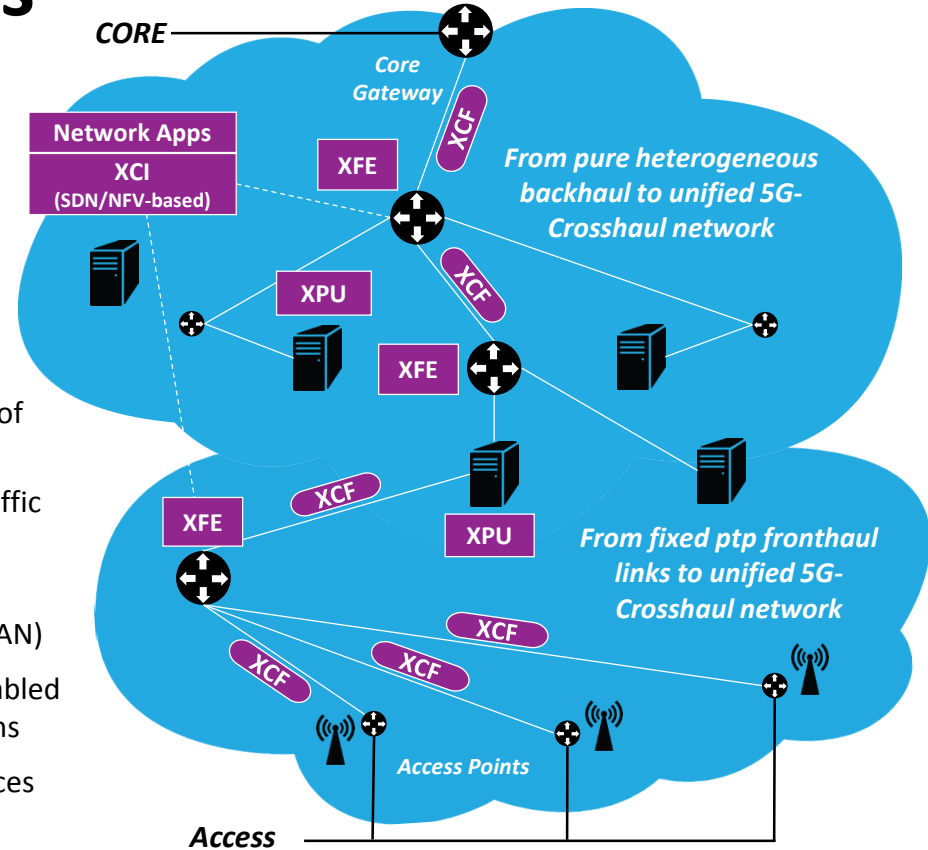 s
CORE
Core
Gateway
XCF
Network Apps
XCI
(SDN/NFV-based)
XFE
From pure heterogeneous
backhaul to unified 5G-
Crosshaul network
XCF
XPU
XFE
of
XCF
ffic
XFE
XPU
From fixed ptp fronthaul
links to unified 5G-
Crosshaul network
XCF
AN)
XCF
XCF
abled
ns
Access Points
ces
Access